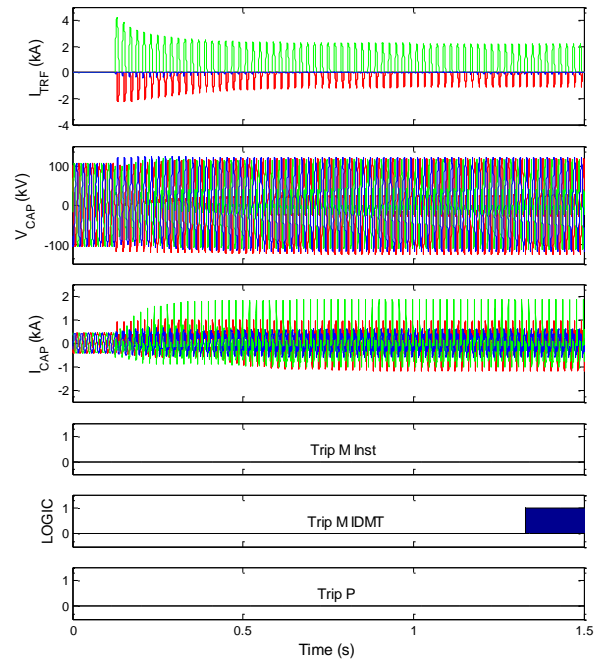 4
2
0
-2
-4
I_TRF (kA)
100
0
-100
V_CAP (kV)
2
1
0
-1
-2
I_CAP (kA)
1
0
Trip M Inst
1
0
LOGIC
Trip M IDMT
1
0
Trip P
0 0.5 1 1.5
Time (s)